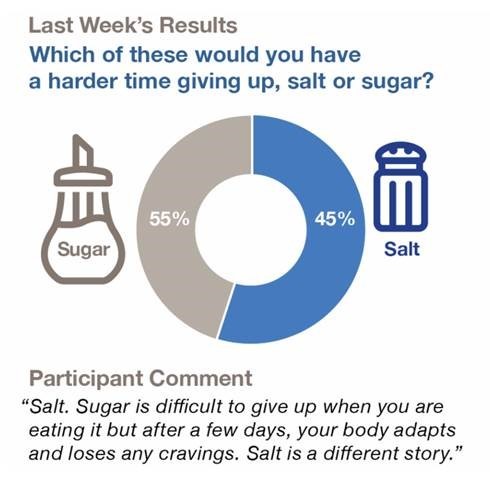 Last Week's Results
Which of these would you have
a harder time giving up, salt or sugar?
55%
45%
Sugar
Salt
Participant Comment
“Salt. Sugar is difficult to give up when you are
eating it but after a few days, your body adapts
and loses any cravings. Salt is a different story.”